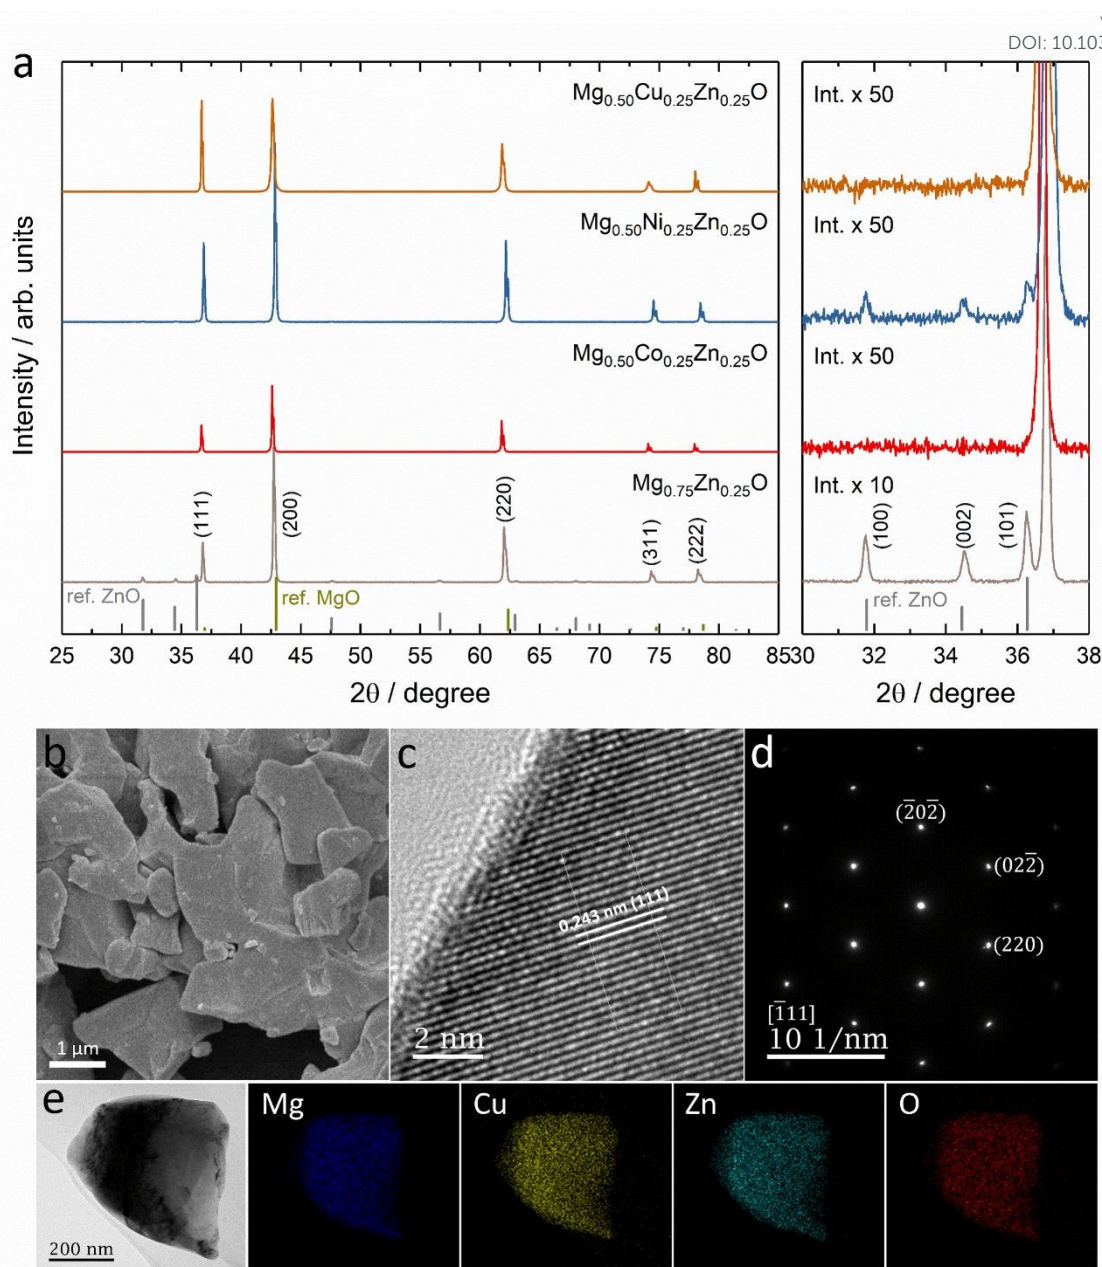 DOI: 10.103
a
Intensity / arb. units
Mg0.50Cu0.25Zn0.25O
Mg0.50Ni0.25Zn0.25O
Mg0.50Co0.25Zn0.25O
Mg0.75Zn0.25O
(111)
(200)
(220)
(311)
(222)
ref. ZnO
ref. MgO
25 30 35 40 45 50 55 60 65 70 75 80 85
2θ / degree
Int. x 50
Int. x 50
Int. x 50
Int. x 10
(100)
(002)
(101)
ref. ZnO
30 32 34 36 38
2θ / degree
b
1 µm
c
0.243 nm (111)
2 nm
d
(2̅02̅)
(022̅)
(220)
[1̅11]
10 1/nm
e
200 nm
Mg
Cu
Zn
O